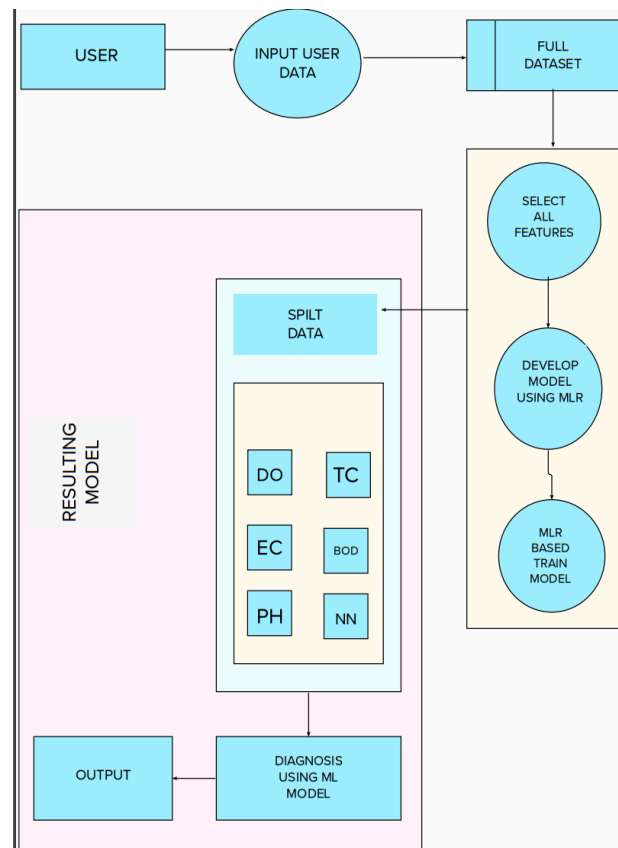 USER
INPUT USER
DATA
FULL
DATASET
SELECT
ALL
FEATURES
DEVELOP
MODEL
USING MLR
MLR
BASED
TRAIN
MODEL
SPILT
DATA
DO
TC
EC
BOD
PH
NN
RESULTING
MODEL
DIAGNOSIS
USING ML
MODEL
OUTPUT